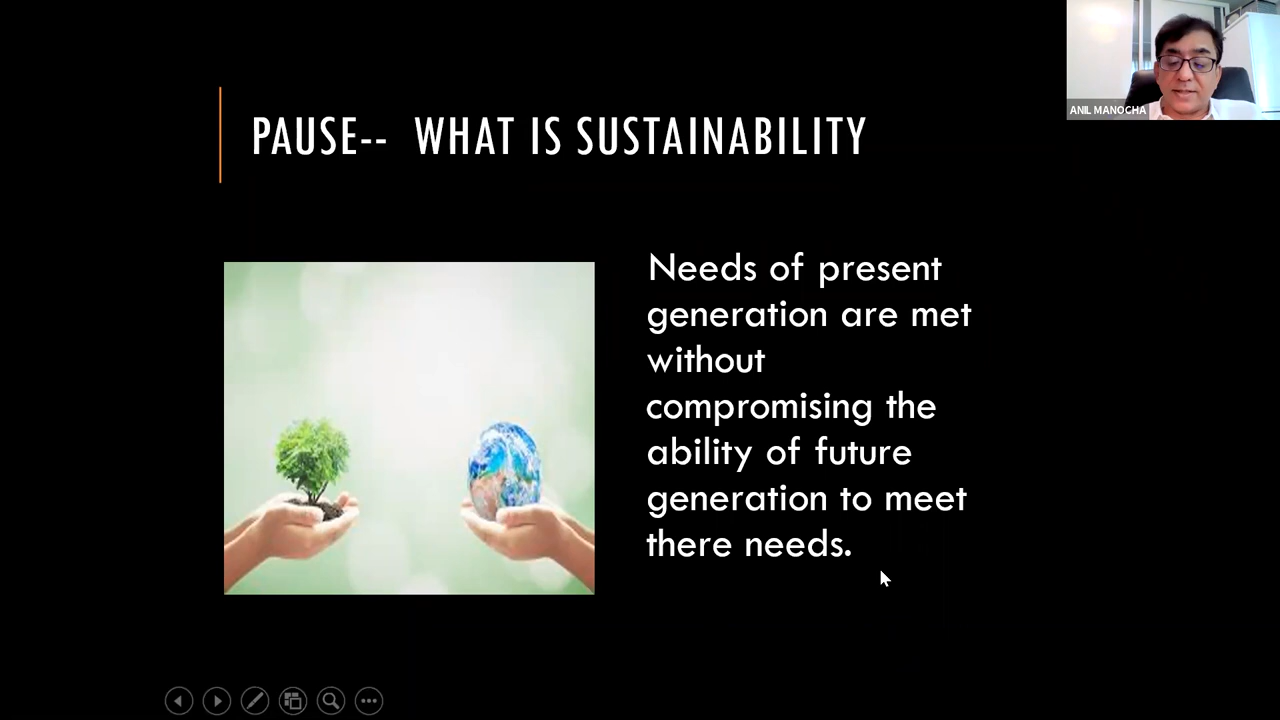 ANIL MANOCHA
PAUSE-- WHAT IS SUSTAINABILITY
Needs of present
generation are met
without
compromising the
ability of future
generation to meet
there needs.